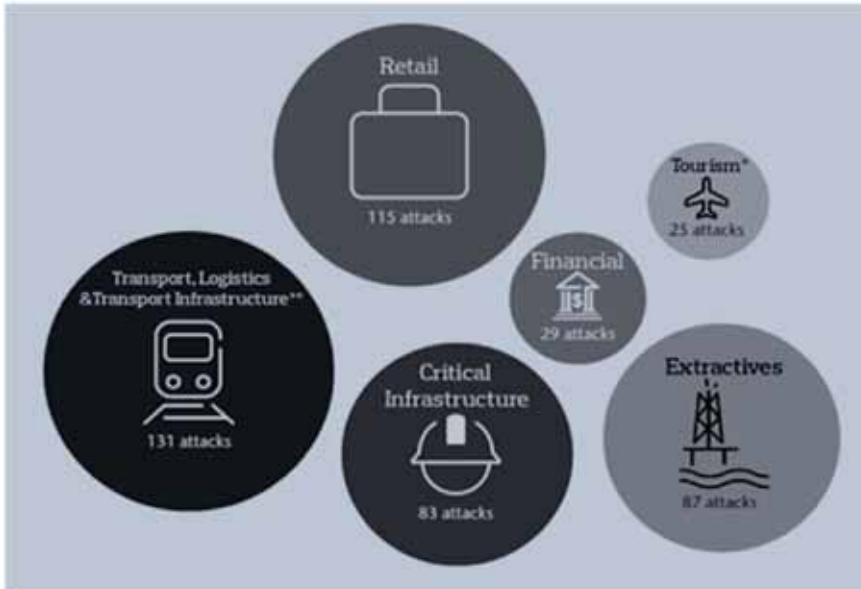 Retail
115 attacks
Tourism*
25 attacks
Financial
$
29 attacks
Transport, Logistics
&Transport Infrastructure**
131 attacks
Critical
Infrastructure
83 attacks
Extractives
87 attacks